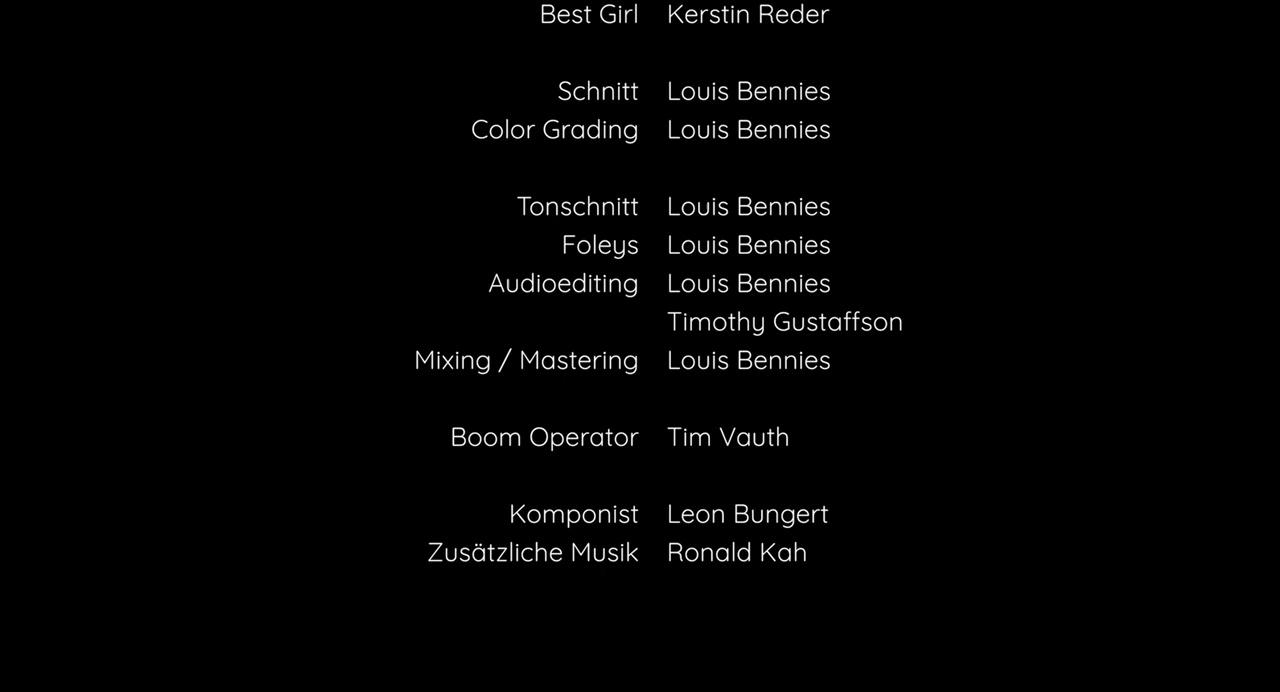 Best Girl Kerstin Reder
Schnitt Louis Bennies
Color Grading Louis Bennies
Tonschnitt Louis Bennies
Foleys Louis Bennies
Audioediting Louis Bennies
Timothy Gustaffson
Mixing / Mastering Louis Bennies
Boom Operator Tim Vauth
Komponist Leon Bungert
Zusätzliche Musik Ronald Kah